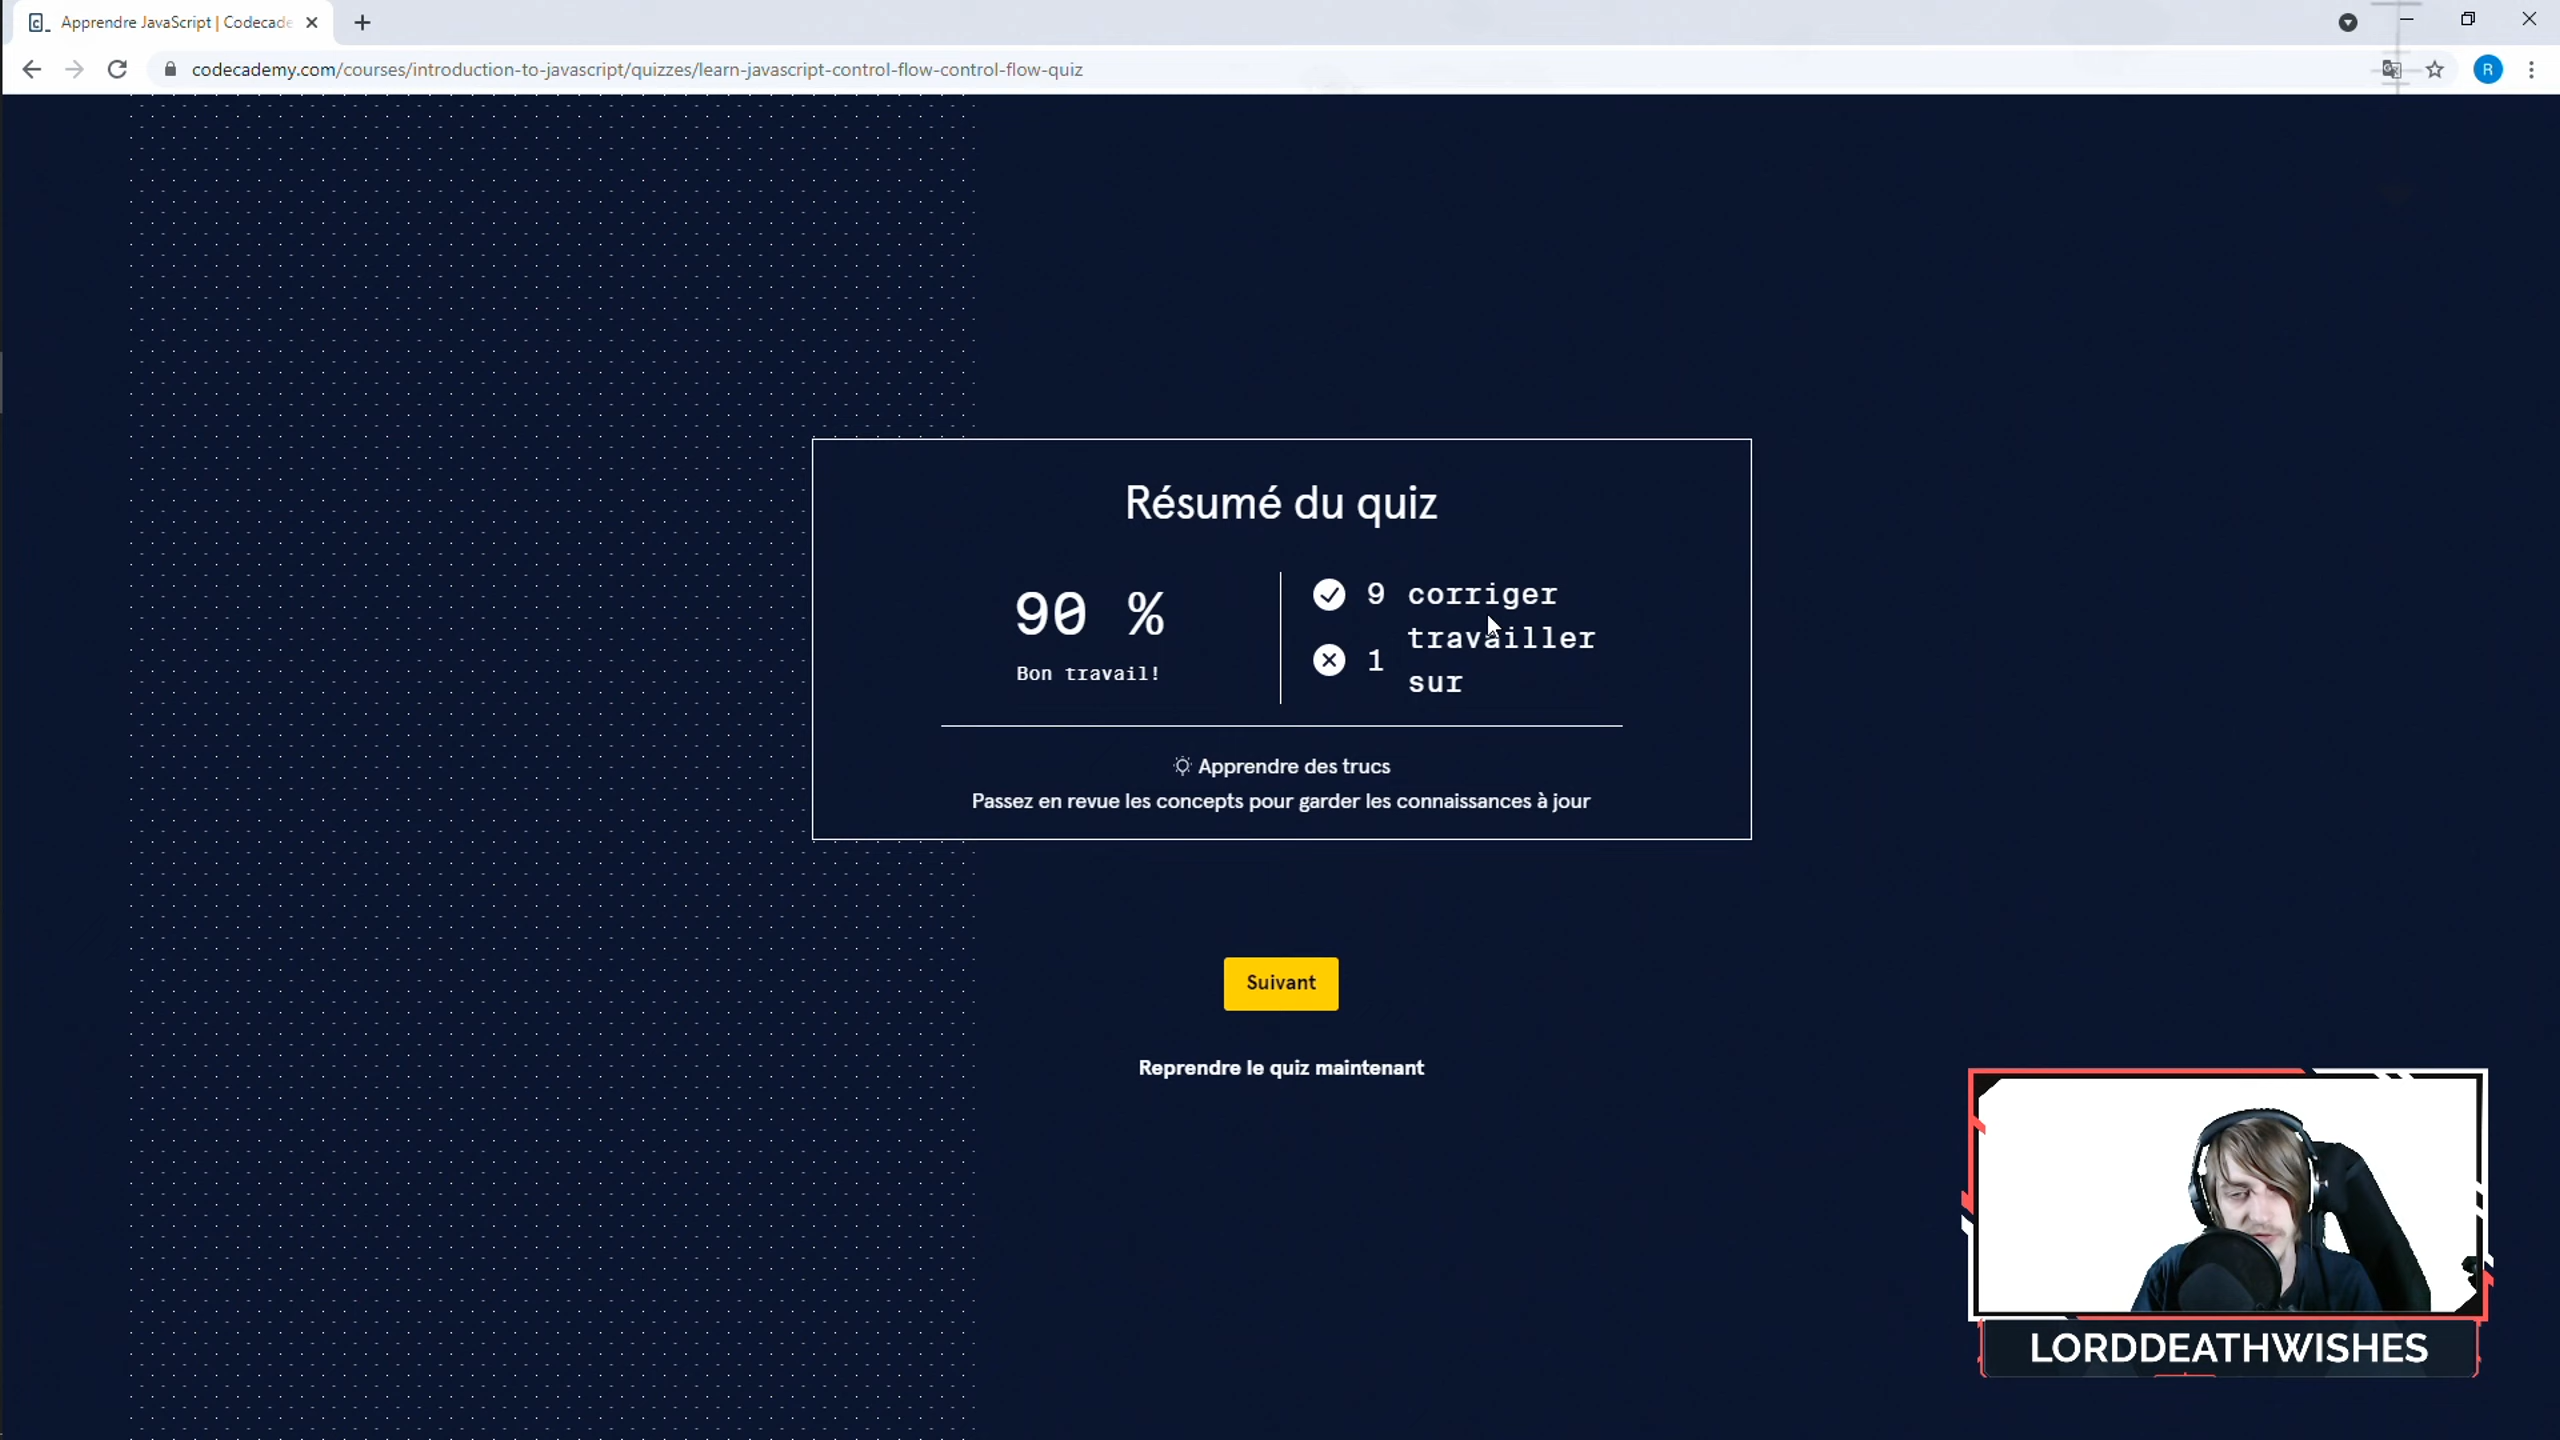 Apprendre JavaScript | Codecade
codecademy.com/courses/introduction-to-javascript/quizzes/learn-javascript-control-flow-control-flow-quiz
R
Résumé du quiz
90 %
Bon travail!
9 corriger
1 travailler
sur
Apprendre des trucs
Passez en revue les concepts pour garder les connaissances à jour
Suivant
Reprendre le quiz maintenant
LORDDEATHWISHES